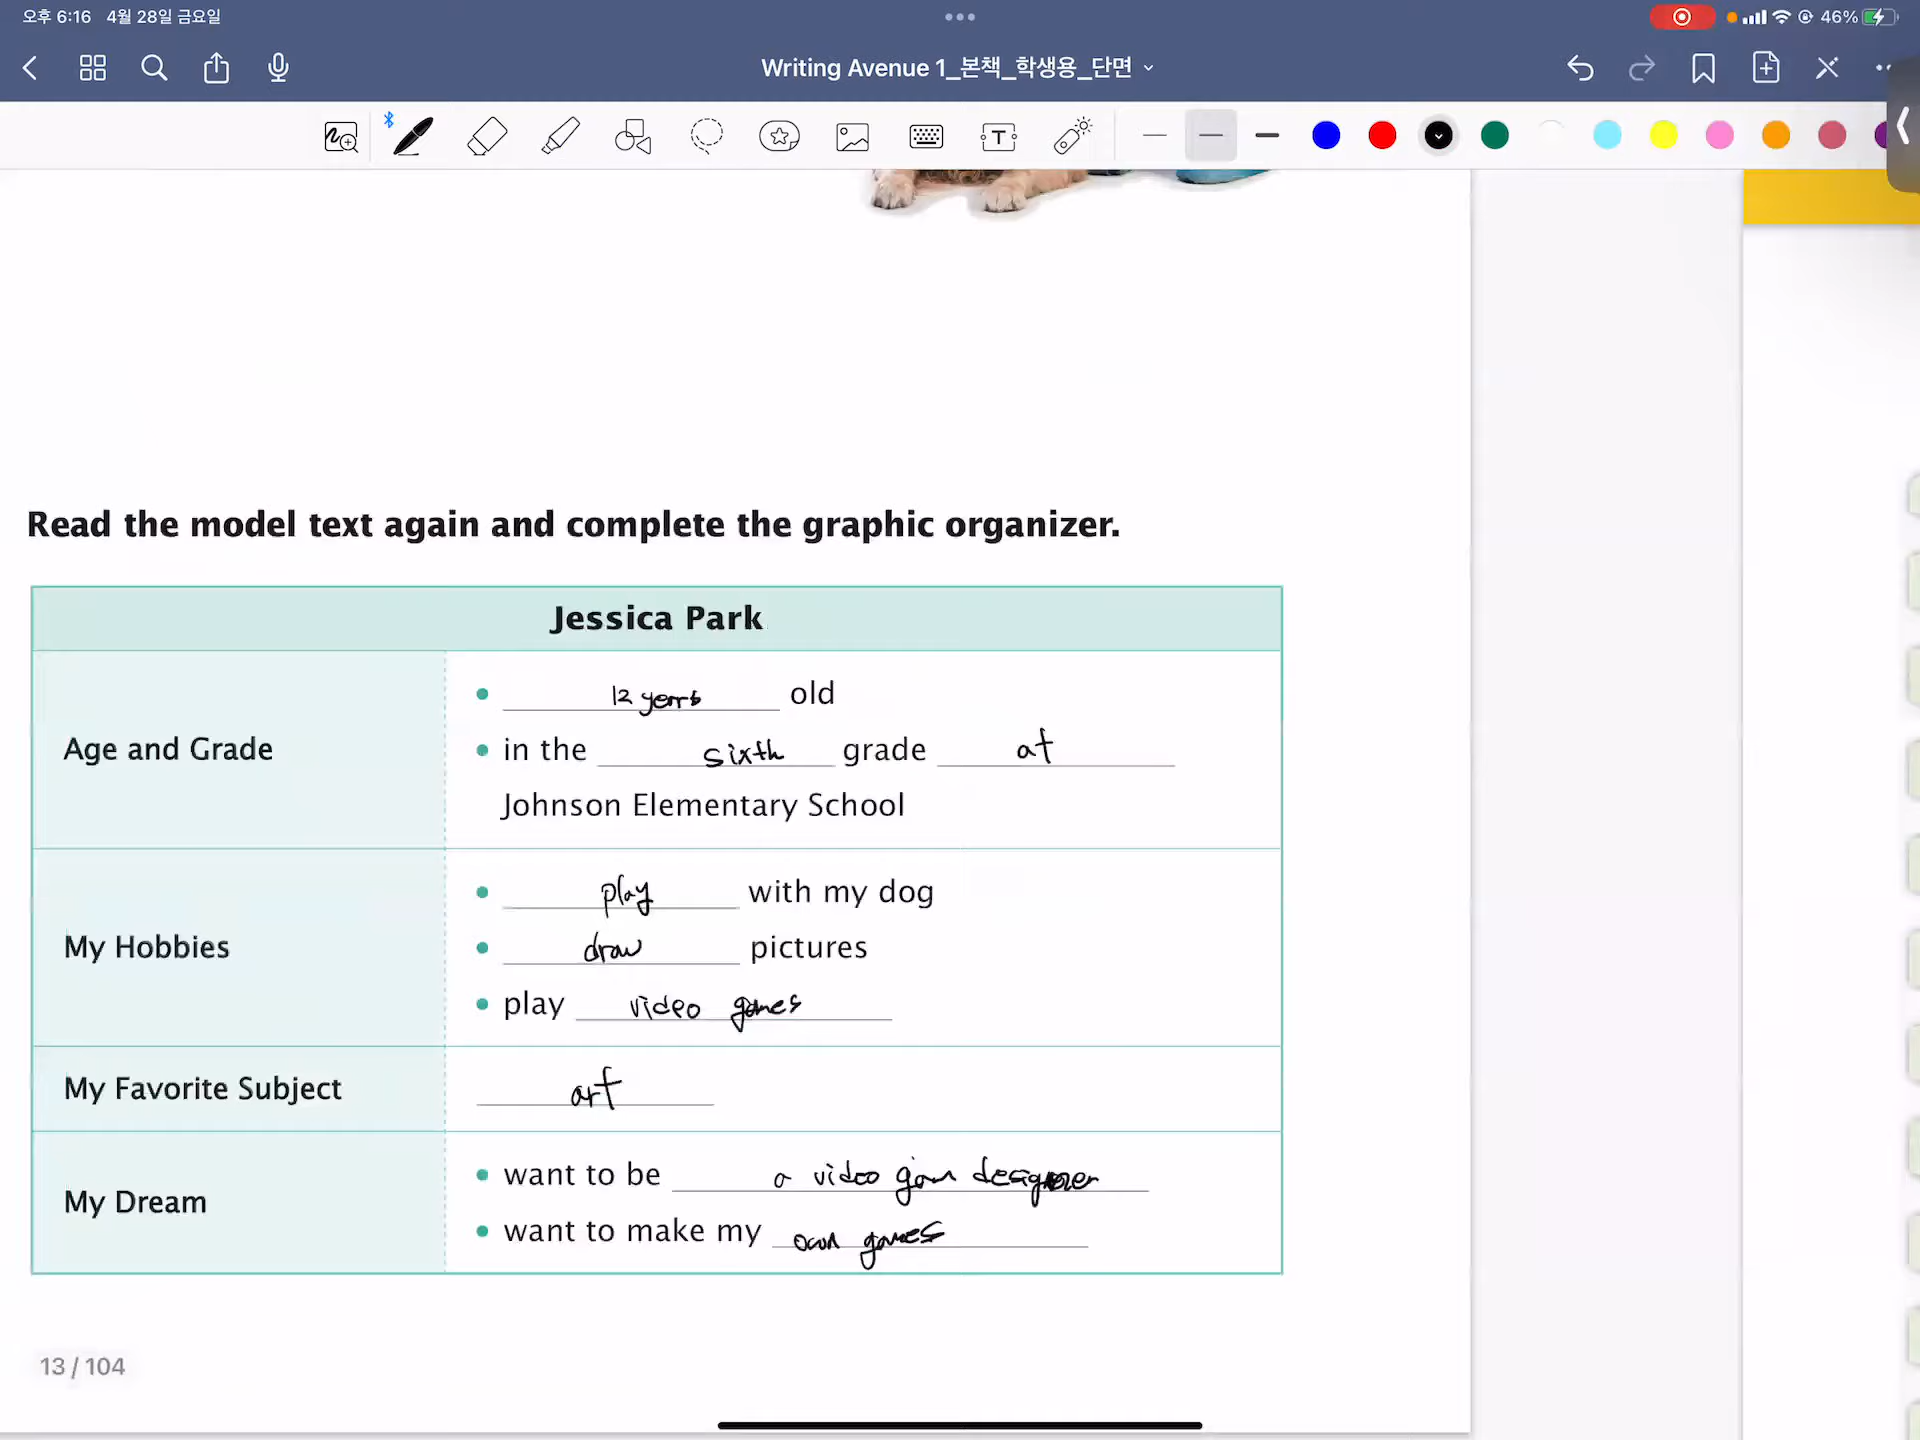 오후 6:16 4월 28일 금요일
46%
Writing Avenue 1_본책_학생용_단면
Read the model text again and complete the graphic organizer.
Jessica Park
Age and Grade
12 years old
in the sixth grade at
Johnson Elementary School
My Hobbies
play with my dog
draw pictures
play video games
My Favorite Subject
art
My Dream
want to be a video gam designer
want to make my own games
13 / 104